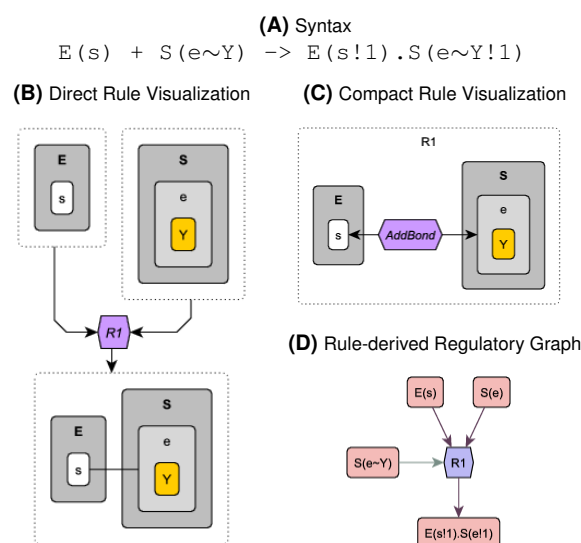 (A) Syntax
E(s) + S(e~Y) -> E(s!1).S(e~Y!1)
(B) Direct Rule Visualization
E
s
S
e
Y
R1
E
s
S
e
Y
(C) Compact Rule Visualization
R1
E
s
AddBond
S
e
Y
(D) Rule-derived Regulatory Graph
E(s)
S(e)
S(e~Y)
R1
E(s!1).S(e!1)